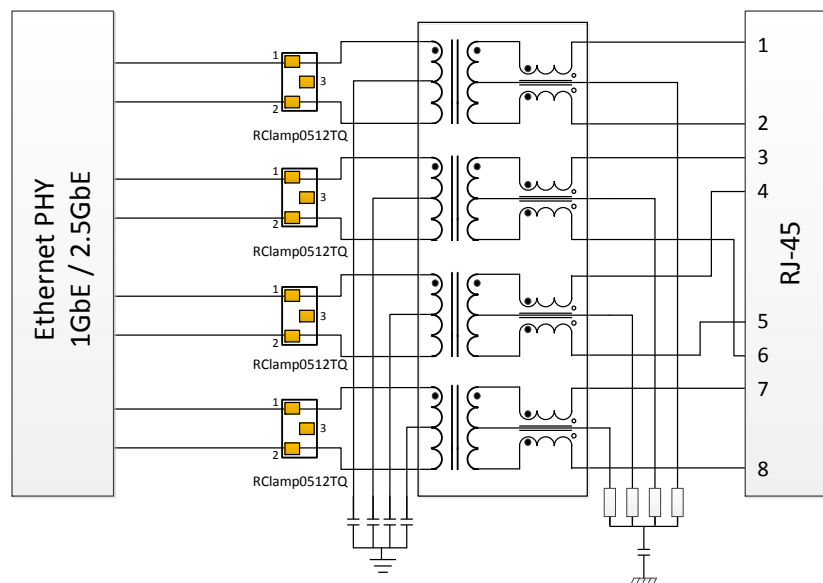 Ethernet PHY
1GbE / 2.5GbE
1
3
2
RClamp0512TQ
1
3
2
RClamp0512TQ
1
3
2
RClamp0512TQ
1
3
2
RClamp0512TQ
RJ-45
1
2
3
4
5
6
7
8